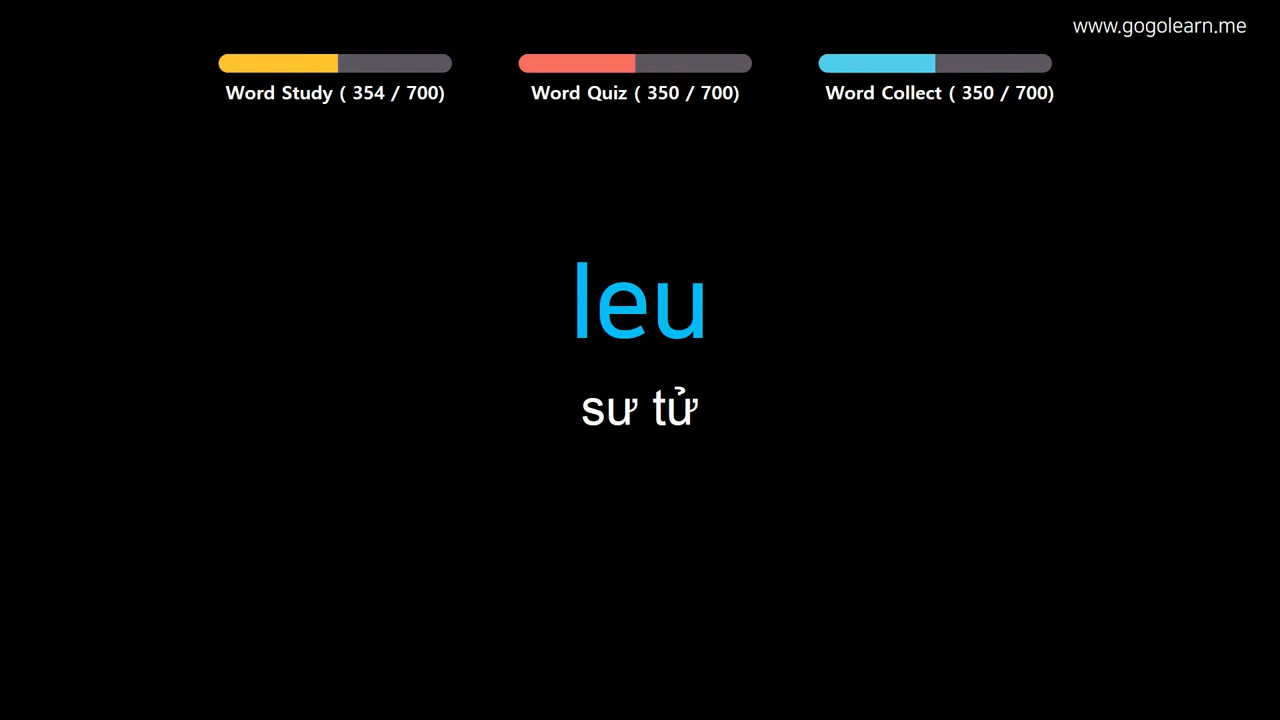 www.gogolearn.me
Word Study ( 354 / 700)
Word Quiz ( 350 / 700)
Word Collect ( 350 / 700)
leu
sư tử